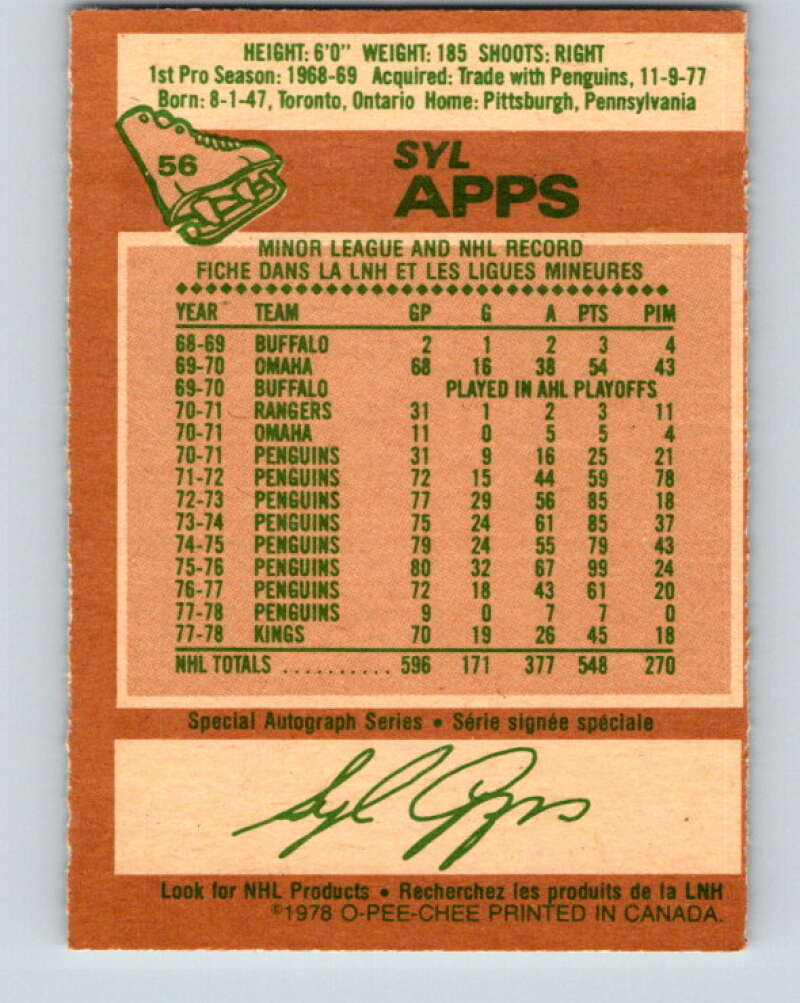 HEIGHT: 6'0" WEIGHT: 185 SHOOTS: RIGHT
1st Pro Season: 1968-69 Acquired: Trade with Penguins, 11-9-77
Born: 8-1-47, Toronto, Ontario Home: Pittsburgh, Pennsylvania
56
SYL
APPS
MINOR LEAGUE AND NHL RECORD
FICHE DANS LA LNH ET LES LIGUES MINEURES
YEAR TEAM GP G A PTS PIM
68-69 BUFFALO 2 1 2 3 4
69-70 OMAHA 68 16 38 54 43
69-70 BUFFALO PLAYED IN AHL PLAYOFFS
70-71 RANGERS 31 1 2 3 11
70-71 OMAHA 11 0 5 5 4
70-71 PENGUINS 31 9 16 25 21
71-72 PENGUINS 72 15 44 59 78
72-73 PENGUINS 77 29 56 85 18
73-74 PENGUINS 75 24 61 85 37
74-75 PENGUINS 79 24 55 79 43
75-76 PENGUINS 80 32 67 99 24
76-77 PENGUINS 72 18 43 61 20
77-78 PENGUINS 9 0 7 7 0
77-78 KINGS 70 19 26 45 18
NHL TOTALS .......... 596 171 377 548 270
Special Autograph Series • Série signée spéciale
Syl Apps
Look for NHL Products • Recherchez les produits de la LNH
©1978 O-PEE-CHEE PRINTED IN CANADA.